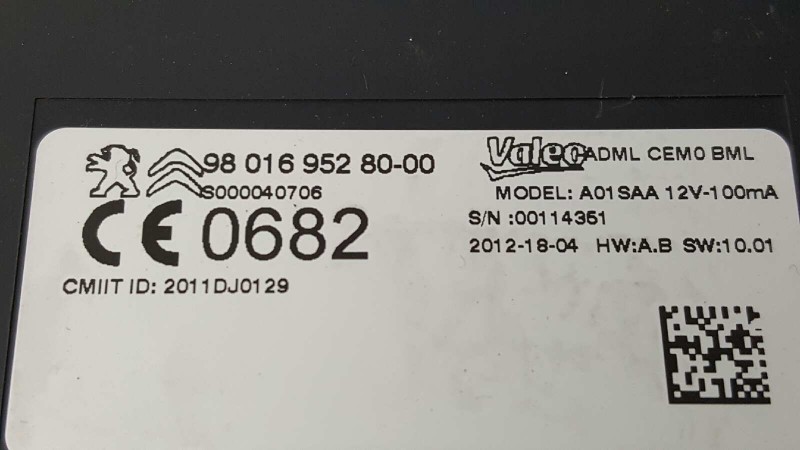 98 016 952 80-00
S000040706
CE 0682
CMIIT ID: 2011DJ0129
Valeo ADML CEM0 BML
MODEL: A01SAA 12V-100mA
S/N :00114351
2012-18-04 HW:A.B SW:10.01